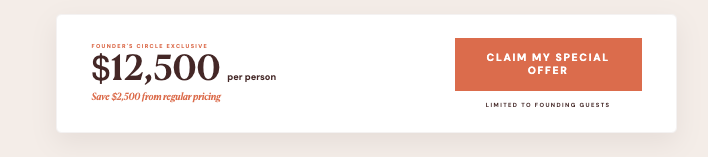 FOUNDER'S CIRCLE EXCLUSIVE
$12,500 per person
Save $2,500 from regular pricing
CLAIM MY SPECIAL
OFFER
LIMITED TO FOUNDING GUESTS